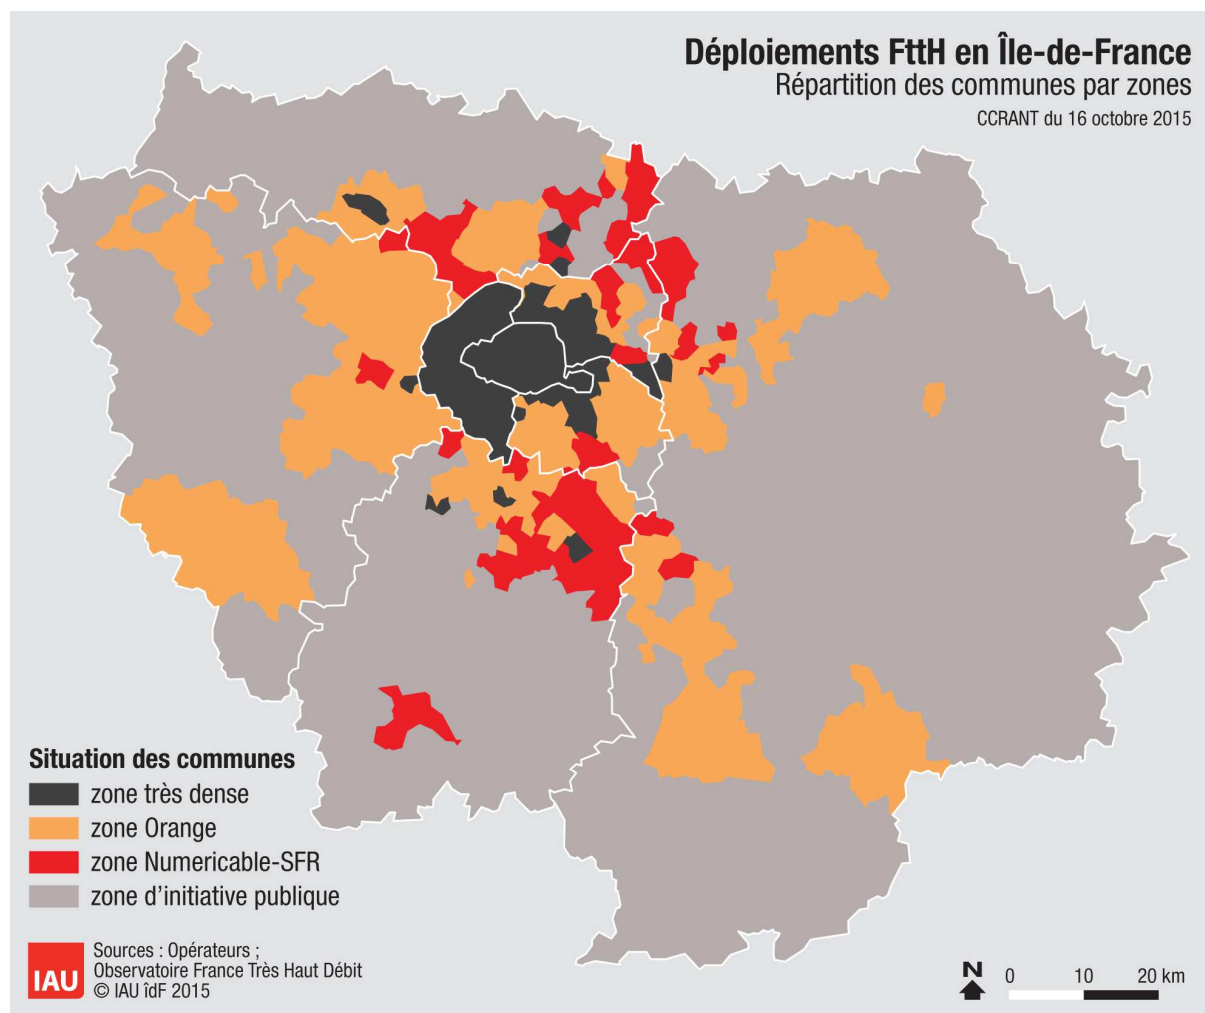 Déploiements FttH en Île-de-France
Répartition des communes par zones
CCRANT du 16 octobre 2015
Situation des communes
zone très dense
zone Orange
zone Numericable-SFR
zone d’initiative publique
IAU
Sources : Opérateurs ;
Observatoire France Très Haut Débit
© IAU îdF 2015
N
0 10 20 km